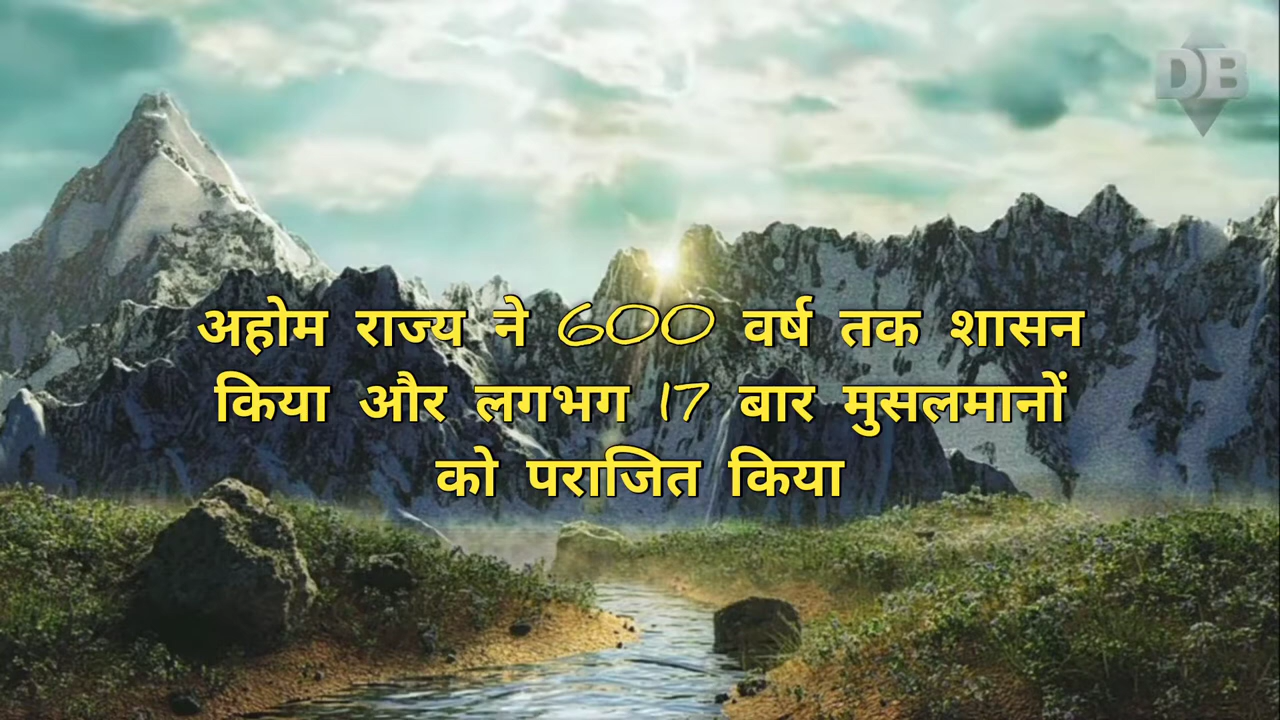 DB
अहोम राज्य ने 600 वर्ष तक शासन
किया और लगभग 17 बार मुसलमानों
को पराजित किया